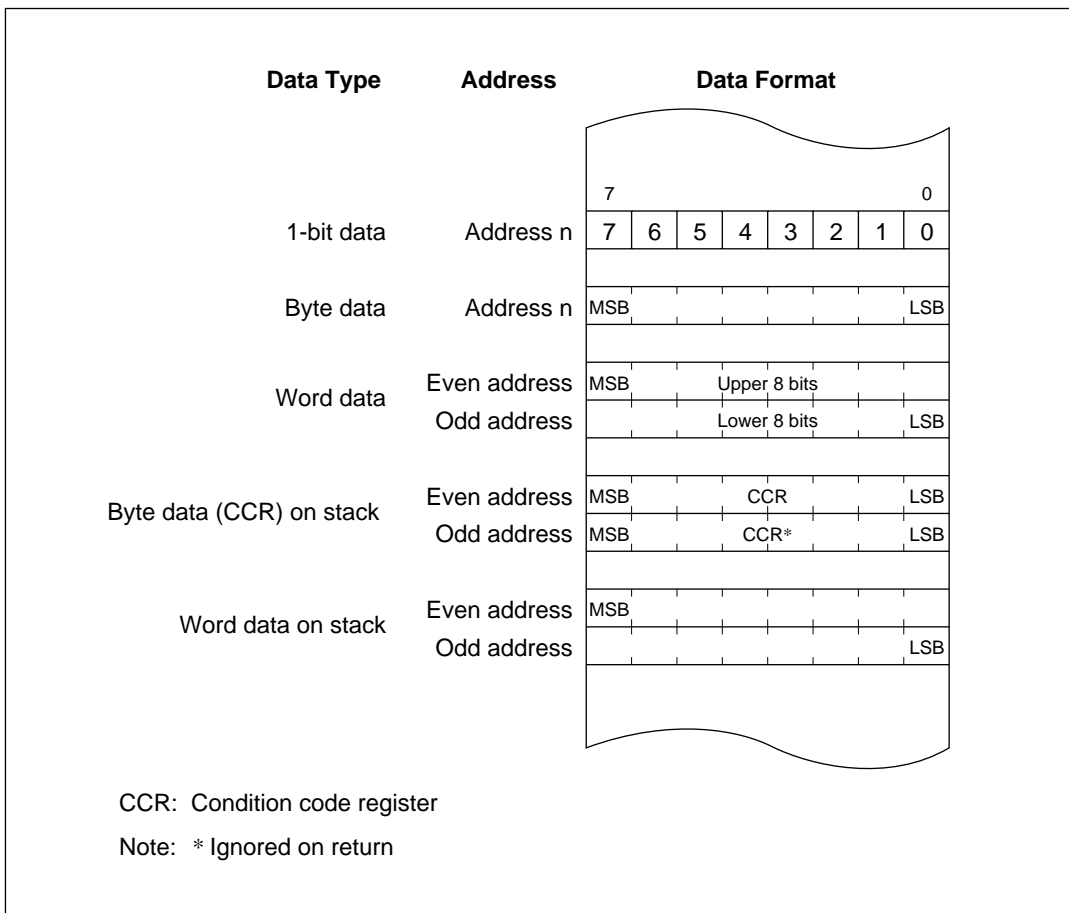 Data Type Address Data Format
7 0
1-bit data Address n 7 6 5 4 3 2 1 0
Byte data Address n MSB LSB
Word data
Even address MSB Upper 8 bits
Odd address Lower 8 bits LSB
Byte data (CCR) on stack
Even address MSB CCR LSB
Odd address MSB CCR* LSB
Word data on stack
Even address MSB
Odd address LSB
CCR: Condition code register
Note: * Ignored on return